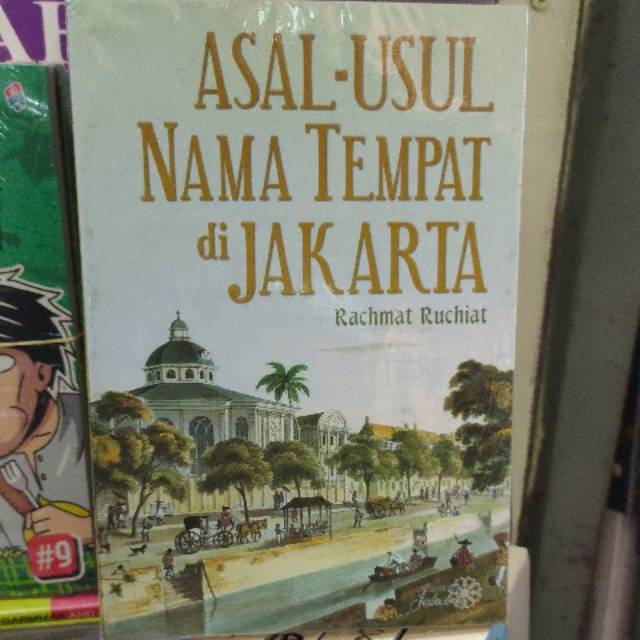 ASAL-USUL
NAMA TEMPAT
di JAKARTA
Rachmat Ruchiat
#9